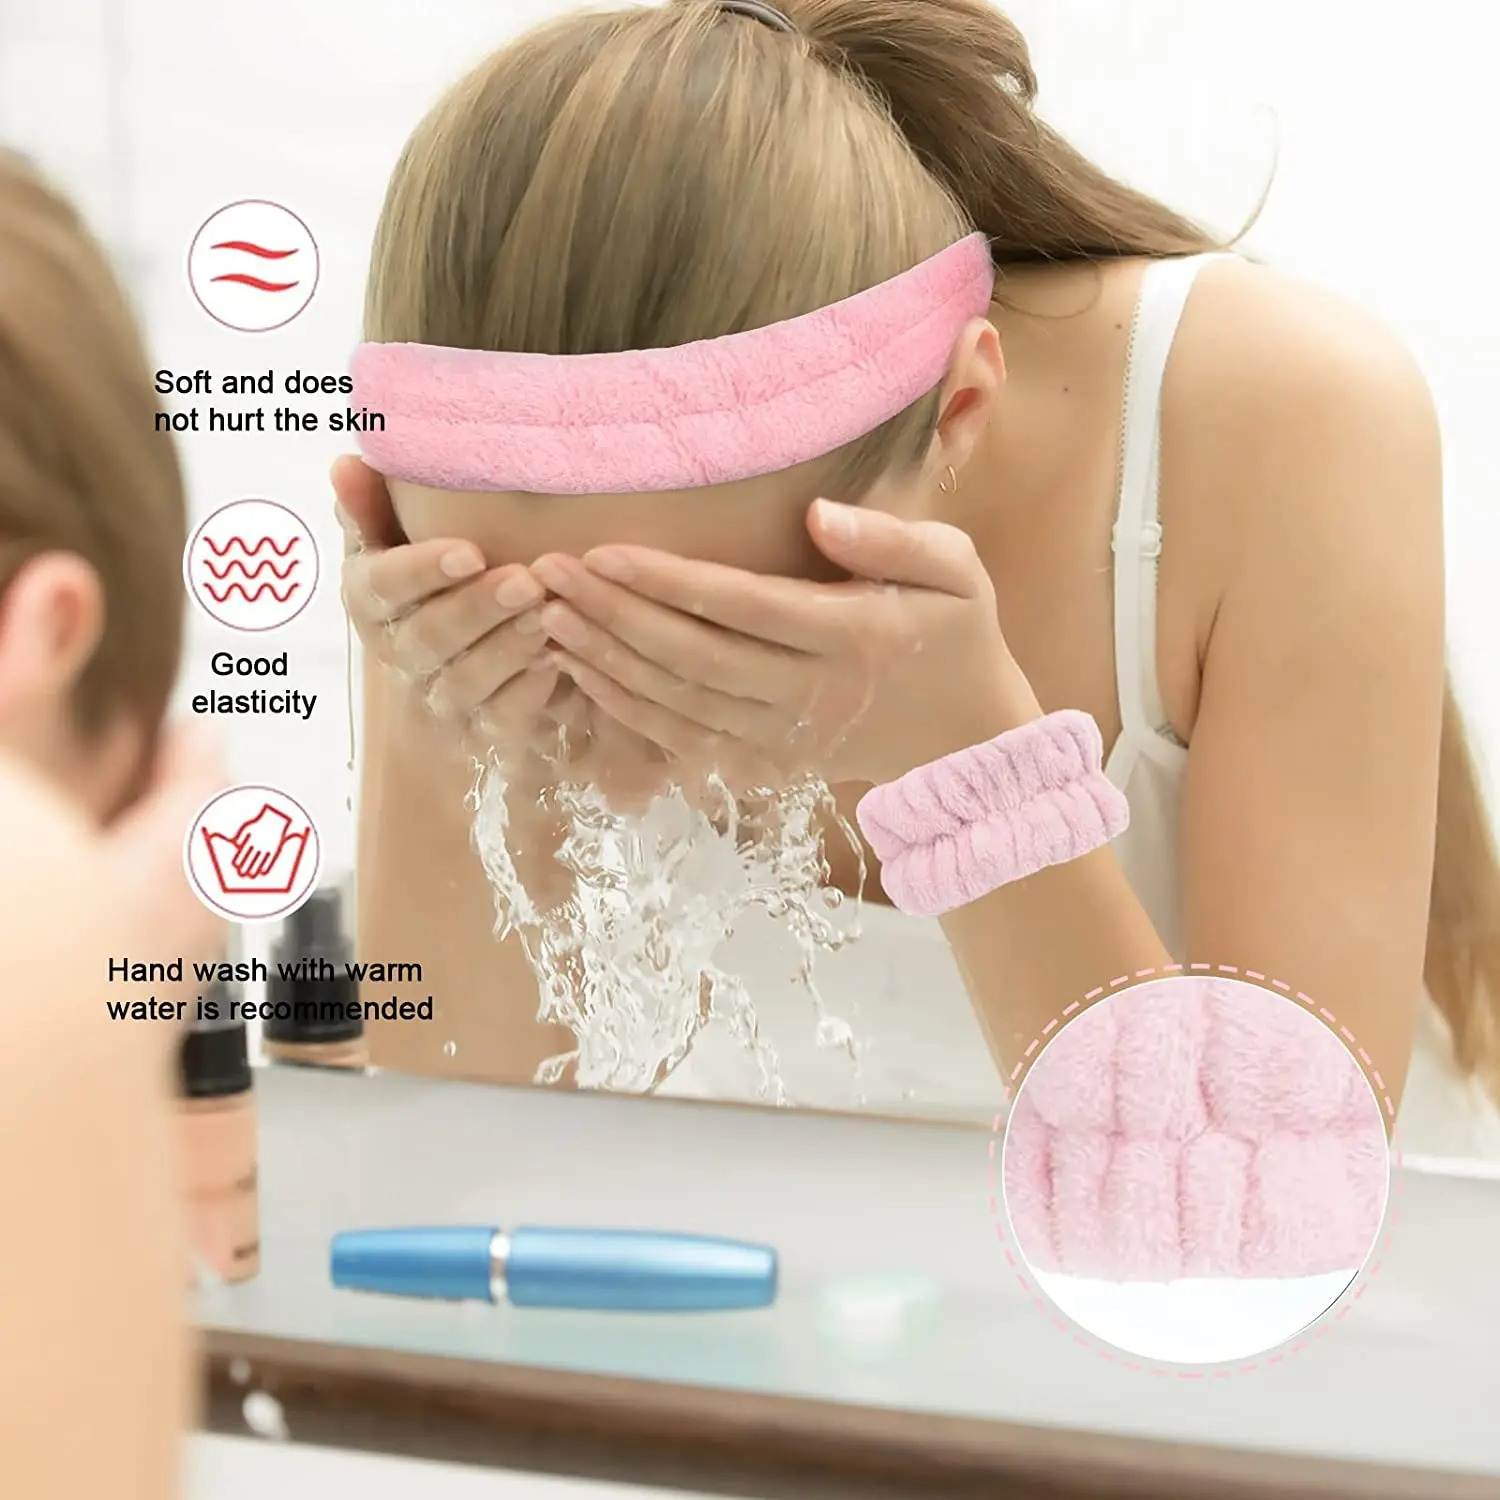 Soft and does
not hurt the skin
Good
elasticity
Hand wash with warm
water is recommended